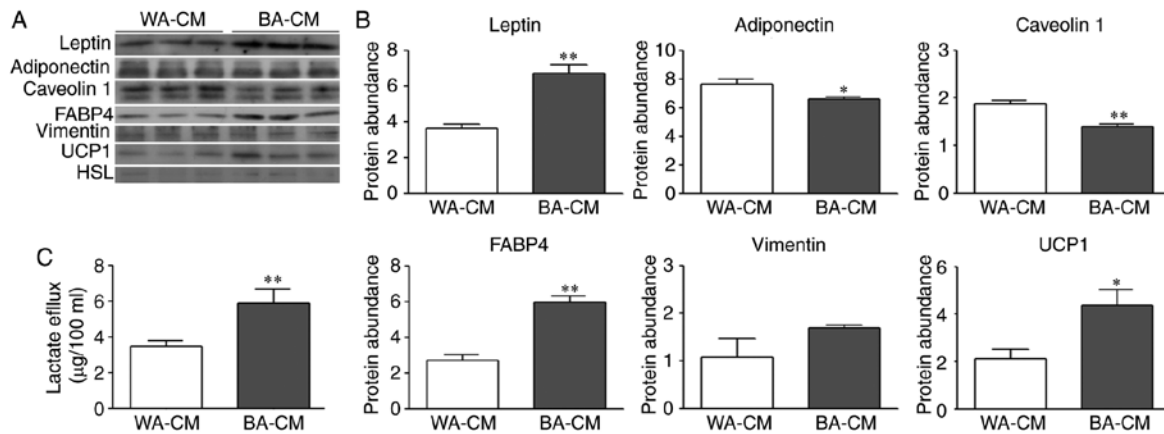 A
WA-CM BA-CM
Leptin
Adiponectin
Caveolin 1
FABP4
Vimentin
UCP1
HSL
B
Leptin
Protein abundance
8
6
4
2
0
**
WA-CM BA-CM
Adiponectin
Protein abundance
10
8
6
4
2
0
*
WA-CM BA-CM
Caveolin 1
Protein abundance
3
2
1
0
**
WA-CM BA-CM
C
Lactate efilux
(µg/100 ml)
8
6
4
2
0
**
WA-CM BA-CM
FABP4
Protein abundance
8
6
4
2
0
**
WA-CM BA-CM
Vimentin
Protein abundance
3
2
1
0
WA-CM BA-CM
UCP1
Protein abundance
6
4
2
0
*
WA-CM BA-CM